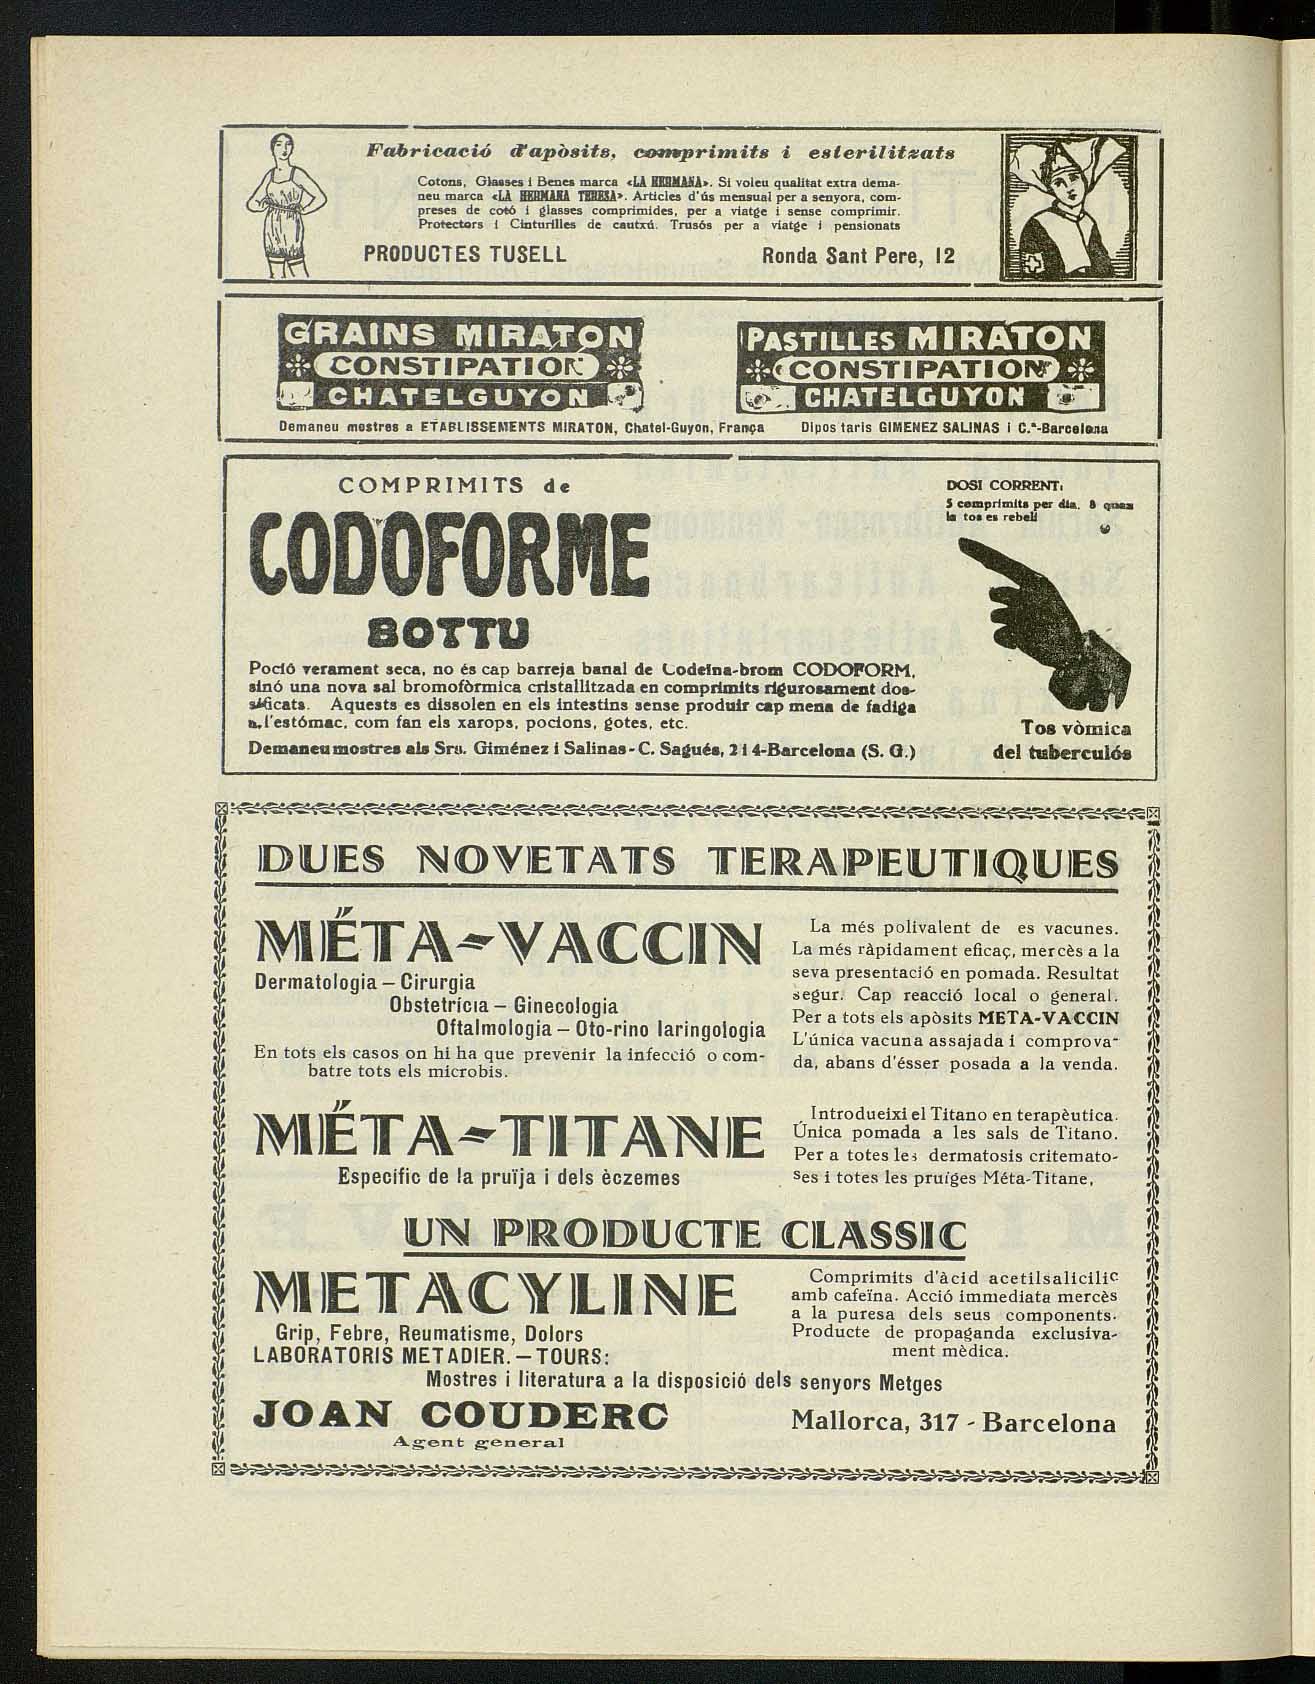 Fabricació d'apòsits, comprimits i esterilitzats
Cotons, Glasses i Benes marca «LA HERMANA». Si voleu qualitat extra dema-
neu marca «LA HERMANA TERESA». Articles d'ús mensual per a senyora, com-
preses de cotó i glasses comprimides, per a viatge i sense comprimir.
Protectors i Cinturilles de cautxú. Trusós per a viatge i pensionats
PRODUCTES TUSELL Ronda Sant Pere, 12
GRAINS MIRATON
CONSTIPATION
CHATELGUYON
PASTILLES MIRATON
CONSTIPATION
CHATELGUYON
Demaneu mostres a ETABLISSEMENTS MIRATON, Chatel-Guyon, França Dipos taris GIMENEZ SALINAS i C.ª-Barcelona
COMPRIMITS de
CODOFORME
BOTTU
Poció verament seca, no és cap barreja banal de Codeïna-brom CODOFORM,
sinó una nova sal bromofòrmica cristallitzada en comprimits rigurosament dos-
sificats. Aquests es dissolen en els intestins sense produir cap mena de fadiga
a l'estómac, com fan els xarops, pocions, gotes, etc.
Demaneu mostres als Srs. Giménez i Salinas-C. Sagués, 2 i 4-Barcelona (S. G.)
DOSI CORRENT:
5 comprimits per dia, 8 quan
la tos es rebell
Tos vòmica
del tuberculós
DUES NOVETATS TERAPEUTIQUES
MÉTA-VACCIN
Dermatologia — Cirurgia
Obstetrícia — Ginecologia
Oftalmologia — Oto-rino laringologia
En tots els casos on hi ha que prevenir la infecció o com-
batre tots els microbis.
La més polivalent de es vacunes.
La més ràpidament eficaç, mercès a la
seva presentació en pomada. Resultat
segur. Cap reacció local o general.
Per a tots els apòsits META-VACCIN
L'única vacuna assajada i comprova-
da, abans d'ésser posada a la venda.
MÉTA-TITANE
Específic de la pruïja i dels èczemes
Introdueixi el Titano en terapèutica.
Única pomada a les sals de Titano.
Per a totes les dermatosis critemato-
ses i totes les pruíges Méta-Titane,
UN PRODUCTE CLASSIC
METACYLINE
Grip, Febre, Reumatisme, Dolors
LABORATORIS METADIER. — TOURS:
Comprimits d'àcid acetilsalicilic
amb cafeïna. Acció immediata mercès
a la puresa dels seus components.
Producte de propaganda exclusiva-
ment mèdica.
Mostres i literatura a la disposició dels senyors Metges
JOAN COUDERC Mallorca, 317 - Barcelona
Agent general